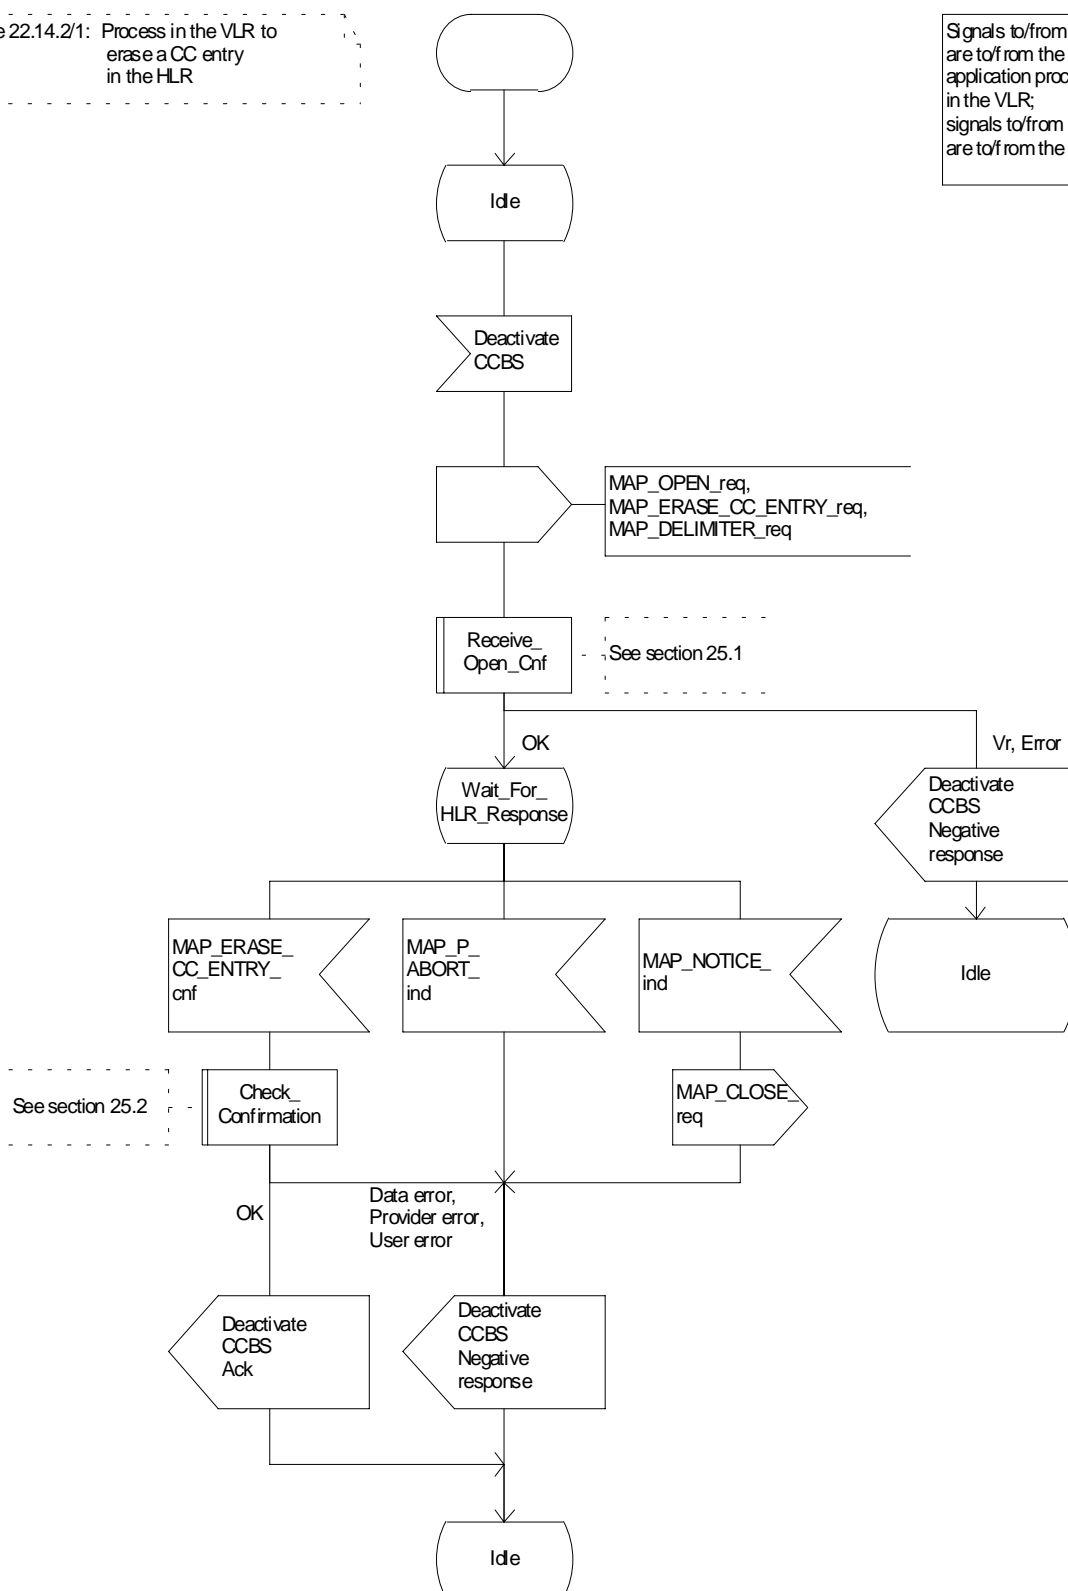 22.14.2/1: Process in the VLR to
erase a CC entry
in the HLR
Signals to/from
are to/from the
application
in the VLR;
signals to/from
are to/from the
Idle
Deactivate
CCBS
MAP_OPEN_req,
MAP_ERASE_CC_ENTRY_req,
MAP_DELIMITER_req
Receive_
Open_Cnf
See section 25.1
OK
Vr, Error
Wait_For_
HLR_Response
Deactivate
CCBS
Negative
response
MAP_ERASE_
CC_ENTRY_
cnf
MAP_P_
ABORT_
ind
MAP_NOTICE_
ind
Idle
See section 25.2
Check_
Confirmation
MAP_CLOSE_
req
OK
Data error,
Provider error,
User error
Deactivate
CCBS
Ack
Deactivate
CCBS
Negative
response
Idle